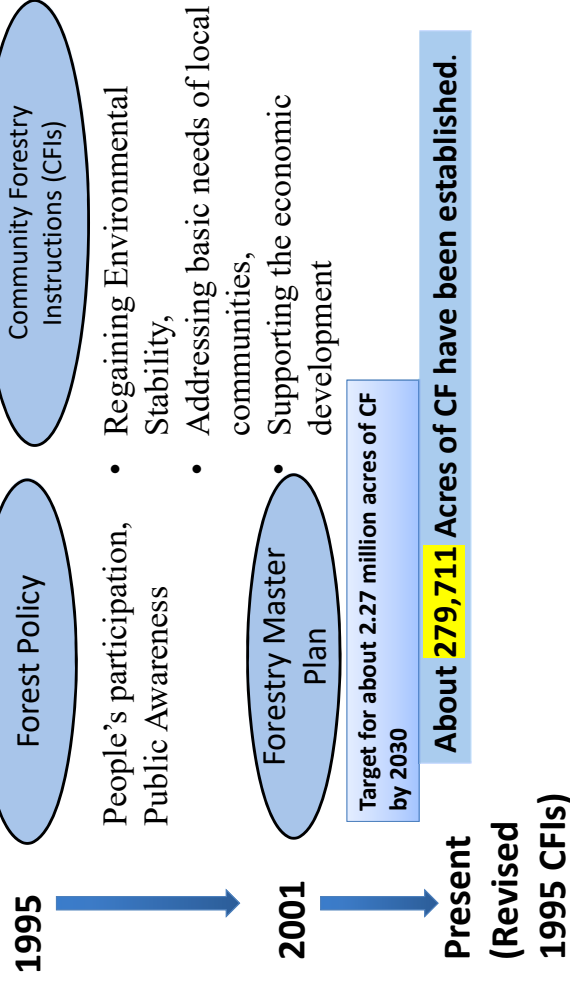 1995
Forest Policy
Community Forestry
Instructions (CFIs)
People’s participation,
Public Awareness
• Regaining Environmental
Stability,
• Addressing basic needs of local
communities,
• Supporting the economic
development
2001
Forestry Master
Plan
Target for about 2.27 million acres of CF
by 2030
Present
(Revised
1995 CFIs)
About 279,711 Acres of CF have been established.